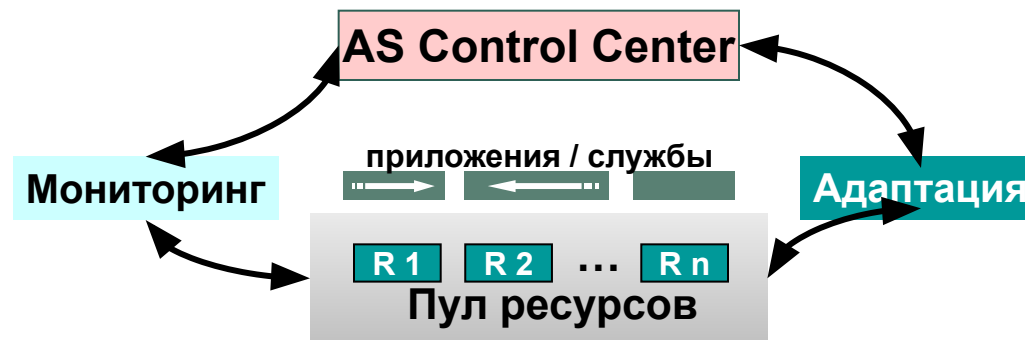 AS Control Center
приложения / службы
Мониторинг
Адаптация
R 1 R 2 ... R n
Пул ресурсов